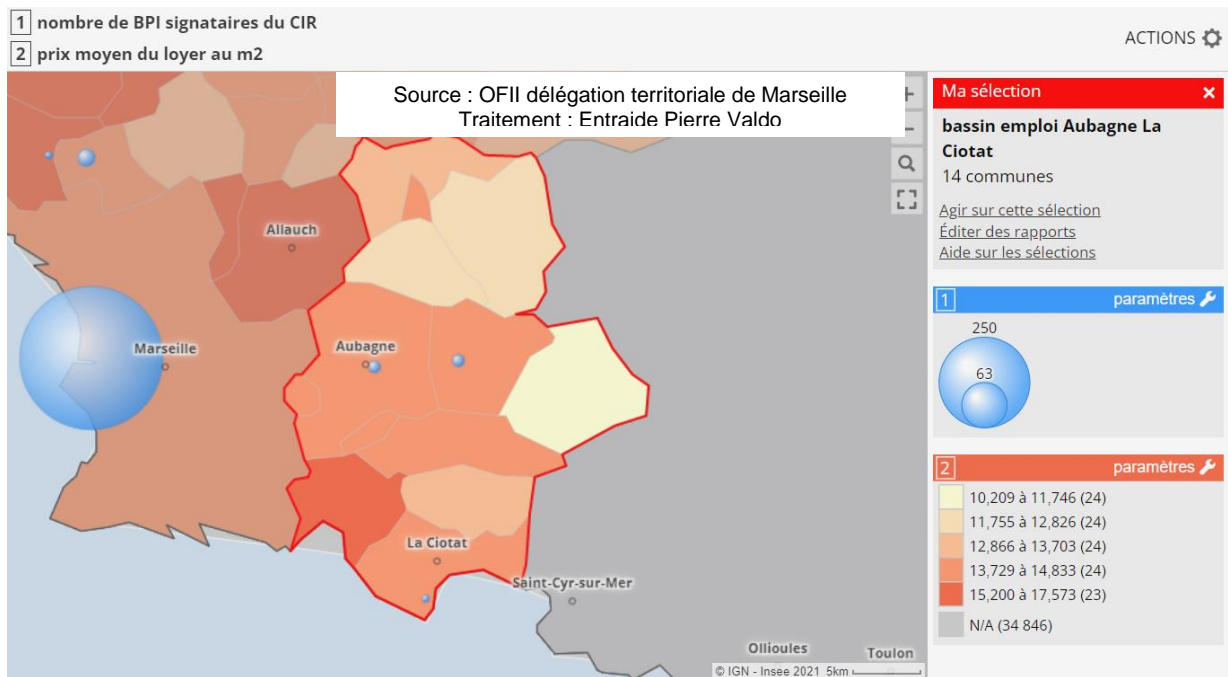 1 nombre de BPI signataires du CIR
2 prix moyen du loyer au m2
ACTIONS
Source : OFII délégation territoriale de Marseille
Traitement : Entraide Pierre Valdo
+
−
Allauch
Marseille
Aubagne
La Ciotat
Saint-Cyr-sur-Mer
Ollioules
Toulon
© IGN - Insee 2021 5km
Ma sélection ×
bassin emploi Aubagne La
Ciotat
14 communes
Agir sur cette sélection
Éditer des rapports
Aide sur les sélections
1 paramètres
250
63
2 paramètres
10,209 à 11,746 (24)
11,755 à 12,826 (24)
12,866 à 13,703 (24)
13,729 à 14,833 (24)
15,200 à 17,573 (23)
N/A (34 846)